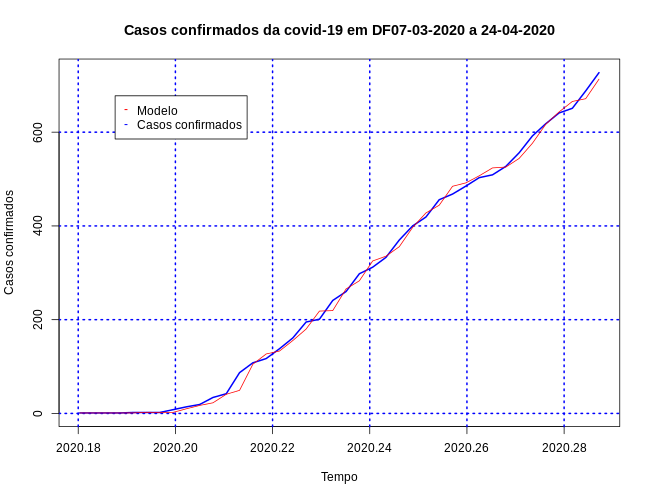 Casos confirmados da covid-19 em DF07-03-2020 a 24-04-2020
Modelo
Casos confirmados
Casos confirmados
600
400
200
0
2020.18 2020.20 2020.22 2020.24 2020.26 2020.28
Tempo